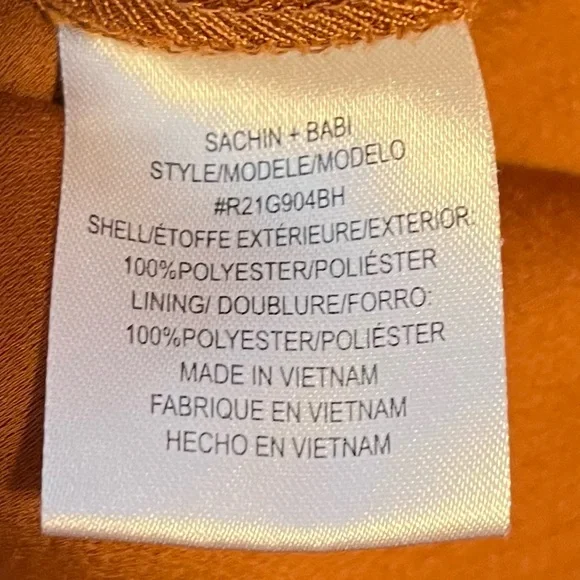 SACHIN + BABI
STYLE/MODELE/MODELO
#R21G904BH
SHELL/ÉTOFFE EXTÉRIEURE/EXTERIOR:
100%POLYESTER/POLIÉSTER
LINING/ DOUBLURE/FORRO:
100%POLYESTER/POLIÉSTER
MADE IN VIETNAM
FABRIQUE EN VIETNAM
HECHO EN VIETNAM